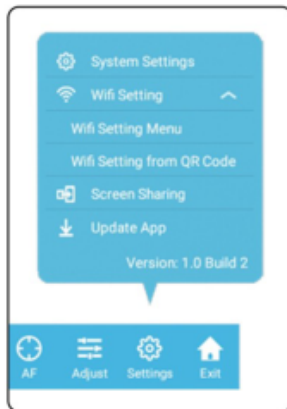 System Settings
Wifi Setting
Wifi Setting Menu
Wifi Setting from QR Code
Screen Sharing
Update App
Version: 1.0 Build 2
AF
Adjust
Settings
Exit